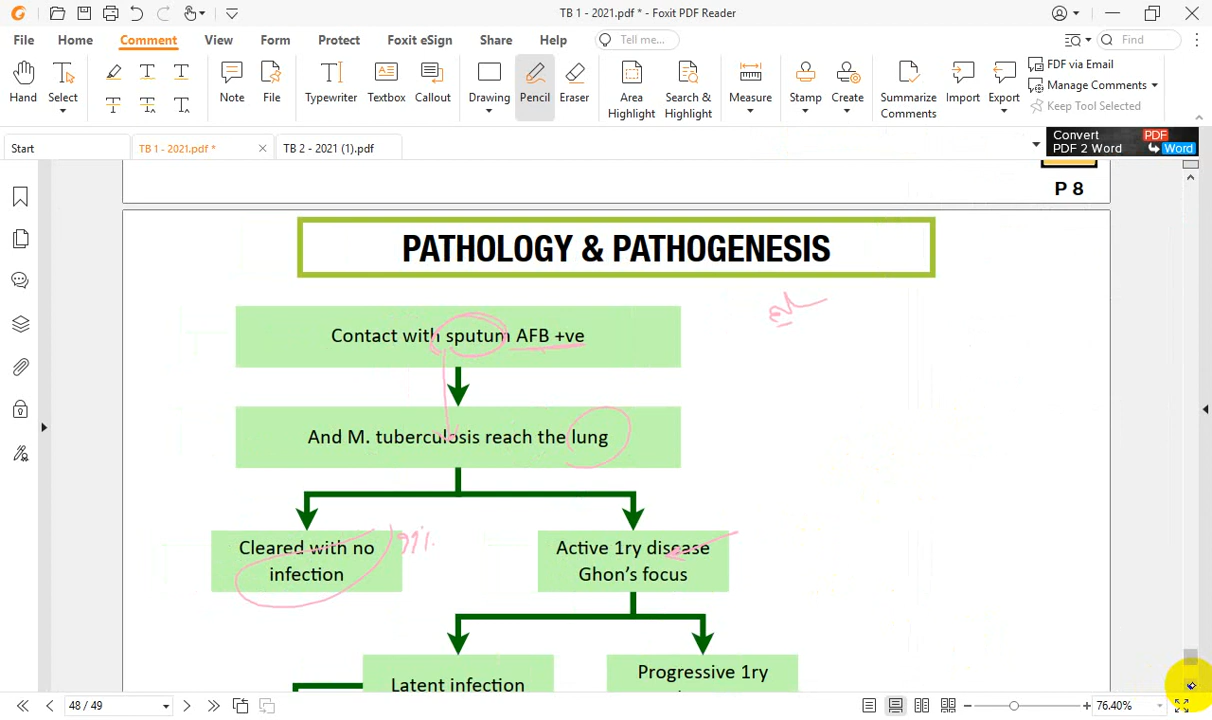 TB 1 - 2021.pdf * - Foxit PDF Reader
File Home Comment View Form Protect Foxit eSign Share Help Tell me... Find
Hand Select Note File Typewriter Textbox Callout Drawing Pencil Eraser Area Highlight Search & Highlight Measure Stamp Create Summarize Comments Import Export
FDF via Email
Manage Comments
Keep Tool Selected
Start TB 1 - 2021.pdf * TB 2 - 2021 (1).pdf
Convert PDF
PDF 2 Word Word
P 8
PATHOLOGY & PATHOGENESIS
Contact with sputum AFB +ve
And M. tuberculosis reach the lung
Cleared with no
infection
99%
Active 1ry disease
Ghon's focus
Latent infection
Progressive 1ry
48 / 49
76.40%